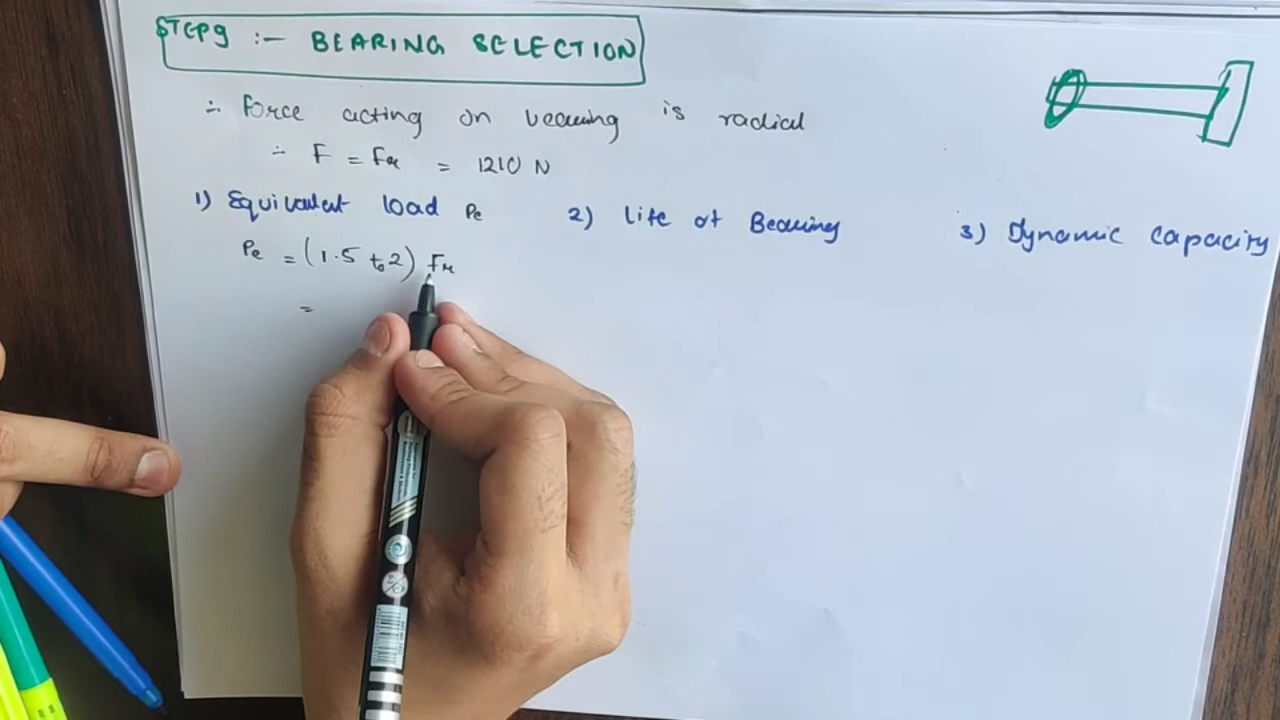 STEP 9 :- BEARING SELECTION
∴ Force acting on bearing is radial
∴ F = Fr = 1210 N
1) Equivalent load Pe
Pe = (1.5 to 2) Fr
=
2) Life of Bearing
3) Dynamic capacity